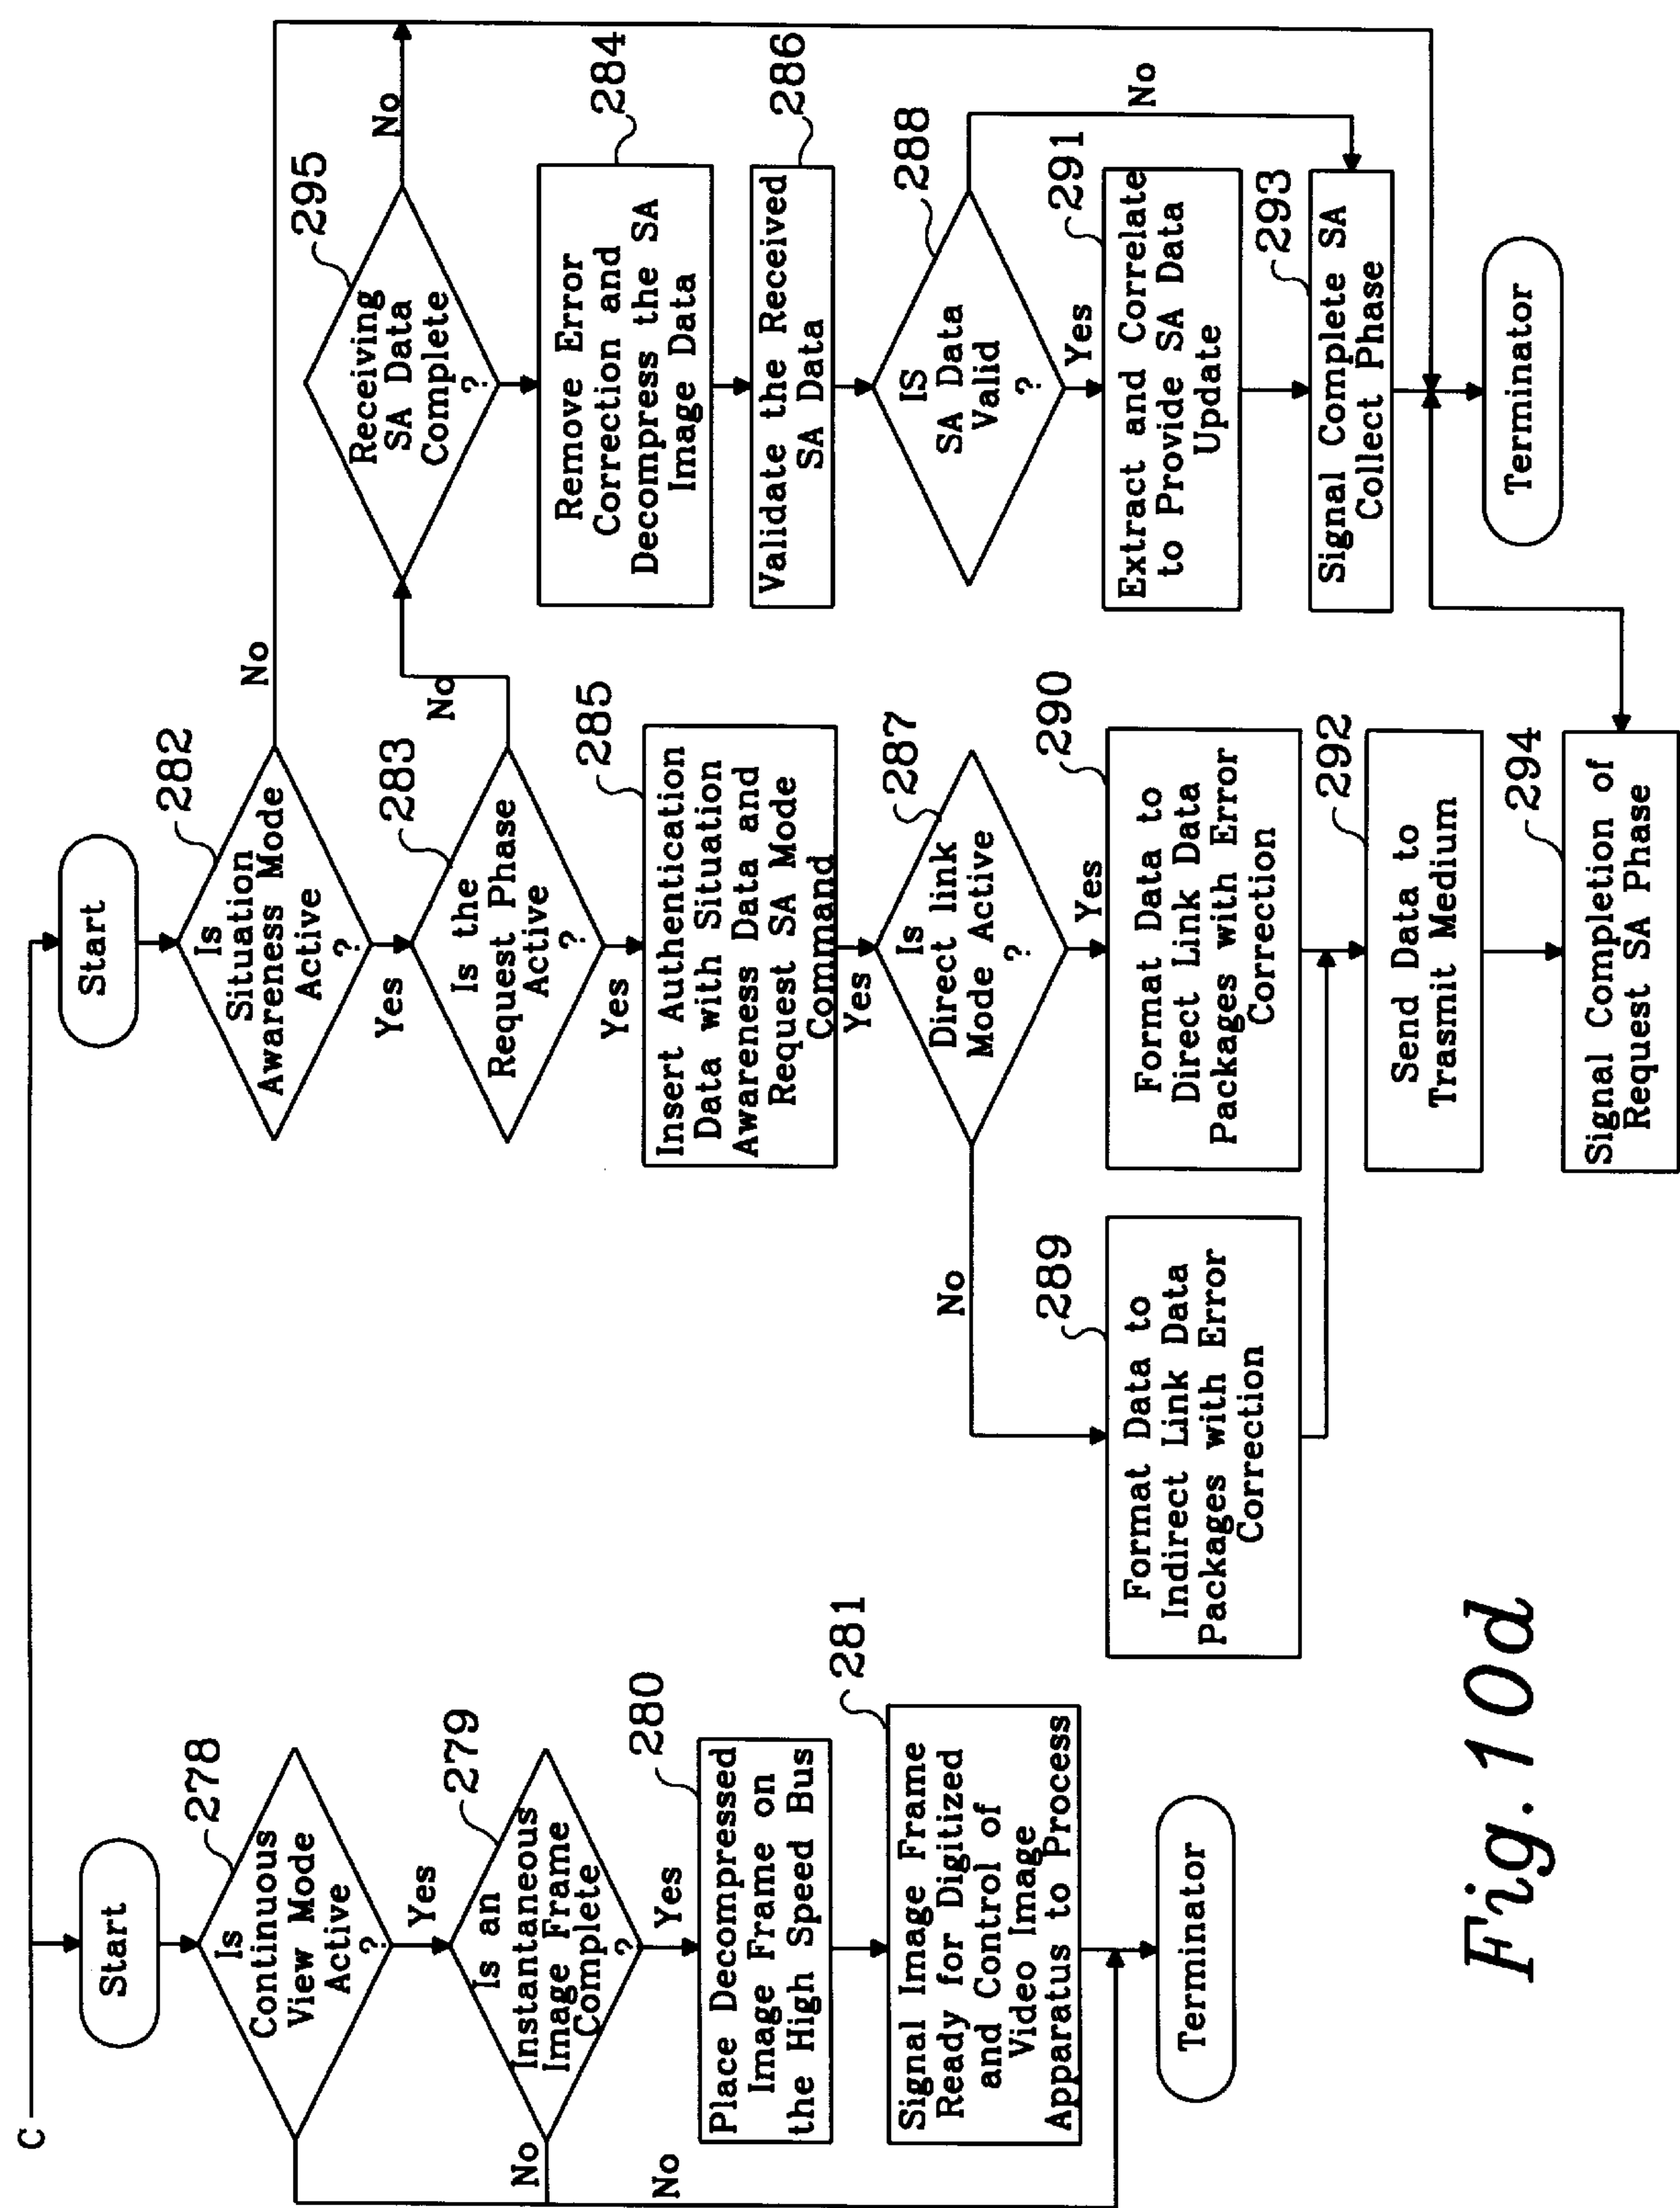 C
Start
278
Is
Continuous
View Mode
Active
?
Yes
279
Is an
Instantaneous
Image Frame
Complete
?
No
Yes
No
280
Place Decompressed
Image Frame on
the High Speed Bus
281
Signal Image Frame
Ready for Digitized
and Control of
Video Image
Apparatus to Process
Terminator
Start
282
Is
Situation
Awareness Mode
Active
?
No
Yes
283
Is the
Request Phase
Active
?
No
Yes
285
Insert Authentication
Data with Situation
Awareness Data and
Request SA Mode
Command
Yes
287
Is
Direct link
Mode Active
?
No
Yes
289
Format Data to
Indirect Link Data
Packages with Error
Correction
290
Format Data to
Direct Link Data
Packages with Error
Correction
292
Send Data to
Trasmit Medium
294
Signal Completion of
Request SA Phase
295
Receiving
SA Data
Complete
?
No
284
Remove Error
Correction and
Decompress the SA
Image Data
286
Validate the Received
SA Data
288
IS
SA Data
Valid
?
No
Yes
291
Extract and Correlate
to Provide SA Data
Update
293
Signal Complete SA
Collect Phase
Terminator
Fig. 10d